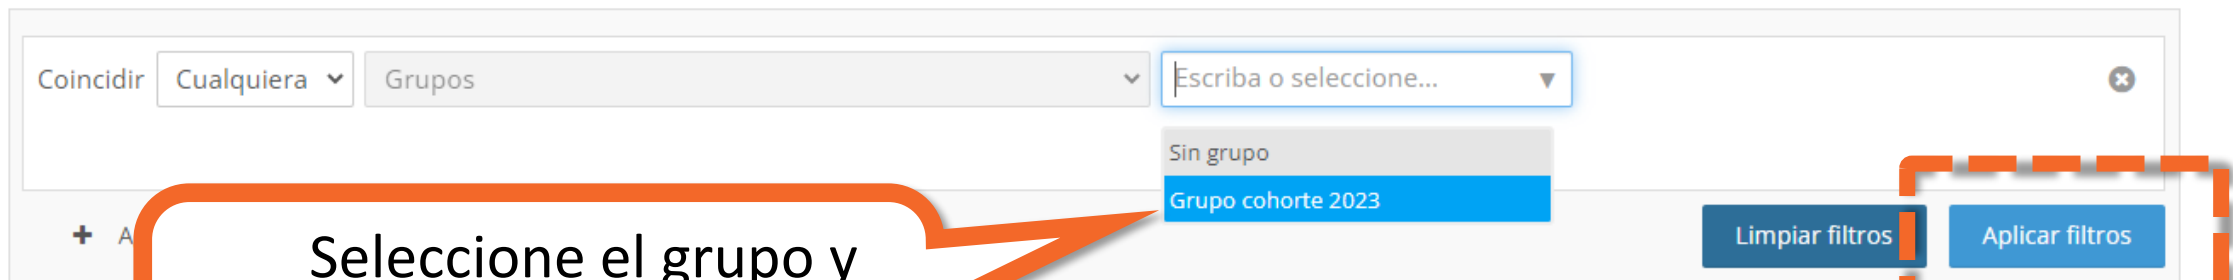 Coincidir Cualquiera Grupos Escriba o seleccione...
Sin grupo
Grupo cohorte 2023
Limpiar filtros Aplicar filtros
Seleccione el grupo y